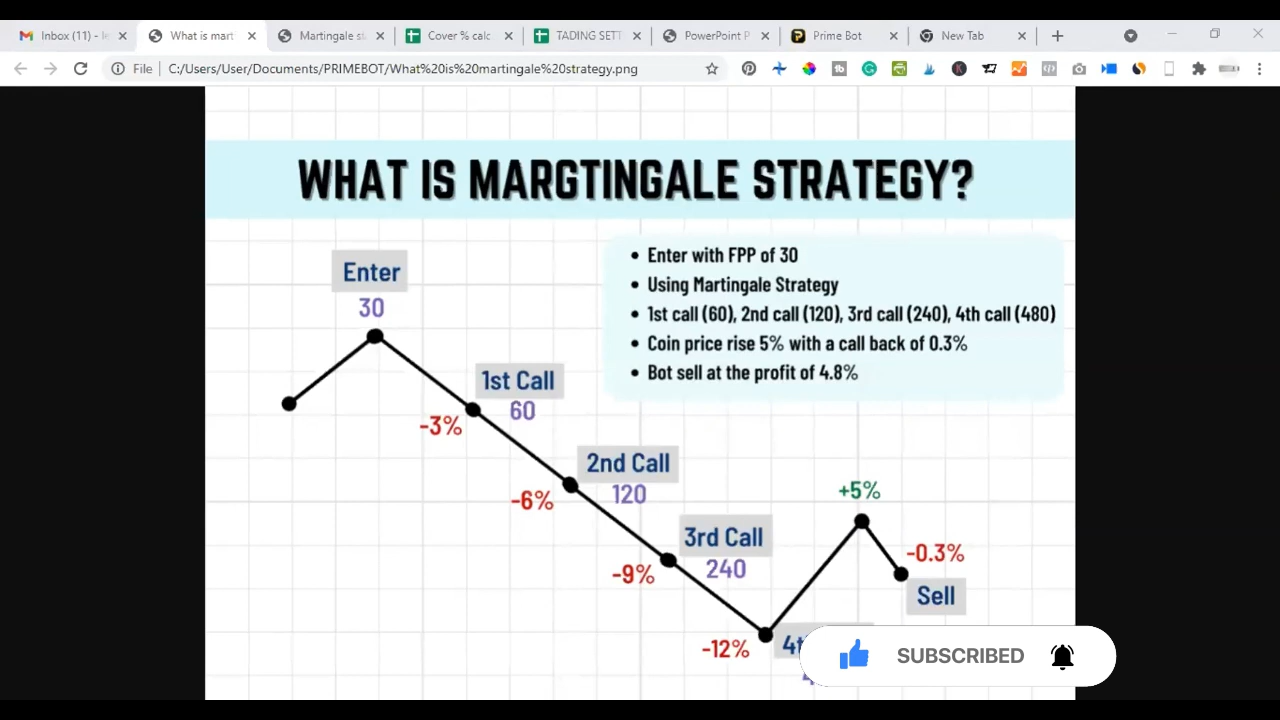 Inbox (11) - le
What is mart
Martingale st
Cover % calc
TADING SETT
PowerPoint P
Prime Bot
New Tab
File
C:/Users/User/Documents/PRIMEBOT/What%20is%20martingale%20strategy.png
WHAT IS MARGTINGALE STRATEGY?
• Enter with FPP of 30
• Using Martingale Strategy
• 1st call (60), 2nd call (120), 3rd call (240), 4th call (480)
• Coin price rise 5% with a call back of 0.3%
• Bot sell at the profit of 4.8%
Enter
30
1st Call
60
-3%
2nd Call
120
-6%
3rd Call
240
-9%
+5%
-0.3%
Sell
-12%
SUBSCRIBED